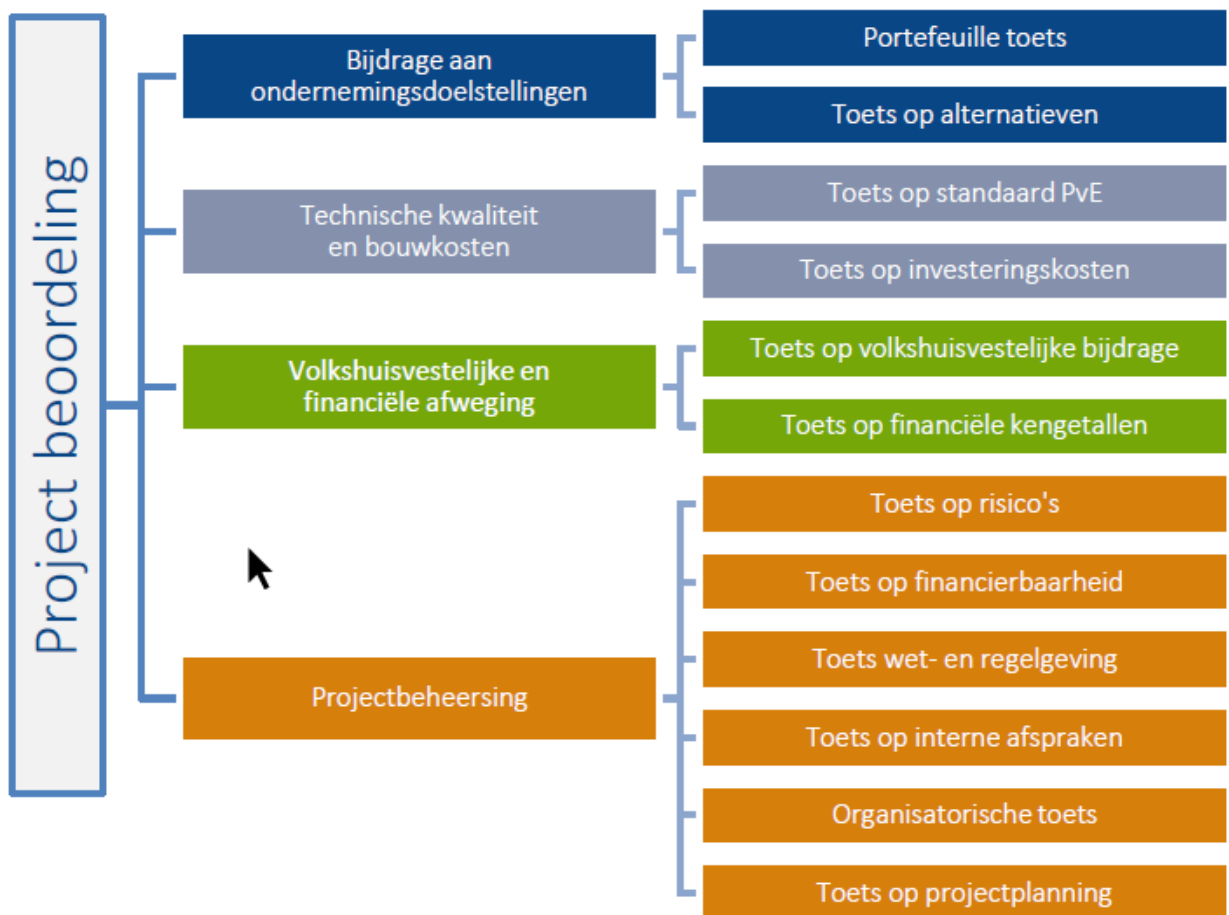 Project beoordeling
Bijdrage aan
ondernemingsdoelstellingen
Portefeuille toets
Toets op alternatieven
Technische kwaliteit
en bouwkosten
Toets op standaard PvE
Toets op investeringskosten
Volkshuisvestelijke en
financiële afweging
Toets op volkshuisvestelijke bijdrage
Toets op financiële kengetallen
Projectbeheersing
Toets op risico's
Toets op financierbaarheid
Toets wet- en regelgeving
Toets op interne afspraken
Organisatorische toets
Toets op projectplanning